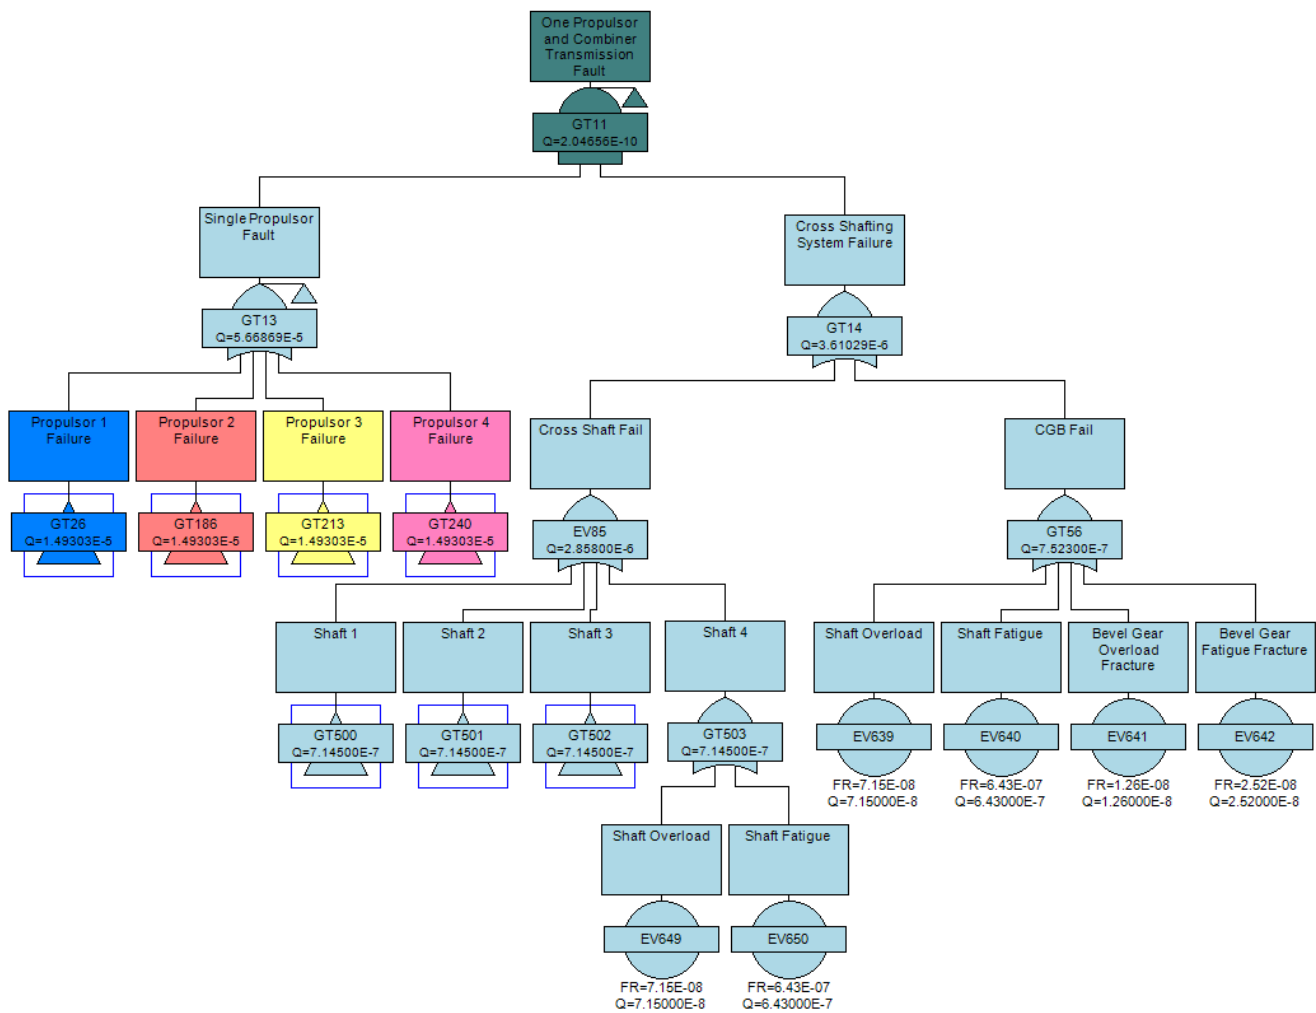 One Propulsor
and Combiner
Transmission
Fault
GT11
Q=2.04656E-10
Single Propulsor
Fault
GT13
Q=5.66869E-5
Cross Shafting
System Failure
GT14
Q=3.61029E-6
Propulsor 1
Failure
GT26
Q=1.49303E-5
Propulsor 2
Failure
GT186
Q=1.49303E-5
Propulsor 3
Failure
GT213
Q=1.49303E-5
Propulsor 4
Failure
GT240
Q=1.49303E-5
Cross Shaft Fail
EV85
Q=2.85800E-6
CGB Fail
GT56
Q=7.52300E-7
Shaft 1
GT500
Q=7.14500E-7
Shaft 2
GT501
Q=7.14500E-7
Shaft 3
GT502
Q=7.14500E-7
Shaft 4
GT503
Q=7.14500E-7
Shaft Overload
EV639
FR=7.15E-08
Q=7.15000E-8
Shaft Fatigue
EV640
FR=6.43E-07
Q=6.43000E-7
Bevel Gear
Overload
Fracture
EV641
FR=1.26E-08
Q=1.26000E-8
Bevel Gear
Fatigue Fracture
EV642
FR=2.52E-08
Q=2.52000E-8
Shaft Overload
EV649
FR=7.15E-08
Q=7.15000E-8
Shaft Fatigue
EV650
FR=6.43E-07
Q=6.43000E-7